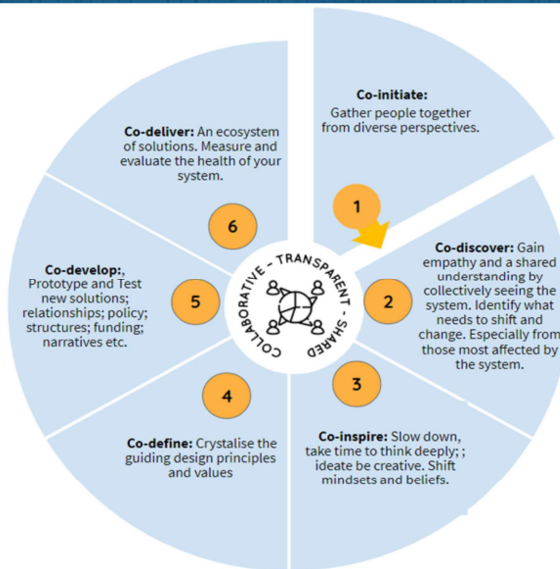 Co-initiate:
Gather people together
from diverse perspectives.
1
Co-discover: Gain
empathy and a shared
understanding by
collectively seeing the
system. Identify what
needs to shift and
change. Especially from
those most affected by
the system.
2
3
Co-inspire: Slow down,
take time to think deeply; ;
ideate be creative. Shift
mindsets and beliefs.
4
Co-define: Crystalise the
guiding design principles
and values
Co-develop:,
Prototype and Test
new solutions;
relationships; policy;
structures; funding;
narratives etc.
5
Co-deliver: An ecosystem
of solutions. Measure and
evaluate the health of your
system.
6
COLLABORATIVE - TRANSPARENT - SHARED